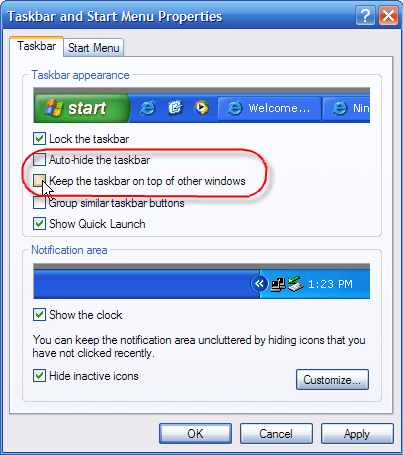 Taskbar and Start Menu Properties
Taskbar
Start Menu
Taskbar appearance
start
Welcome...
Nin
Lock the taskbar
Auto-hide the taskbar
Keep the taskbar on top of other windows
Group similar taskbar buttons
Show Quick Launch
Notification area
1:23 PM
Show the clock
You can keep the notification area uncluttered by hiding icons that you
have not clicked recently.
Hide inactive icons
Customize...
OK
Cancel
Apply